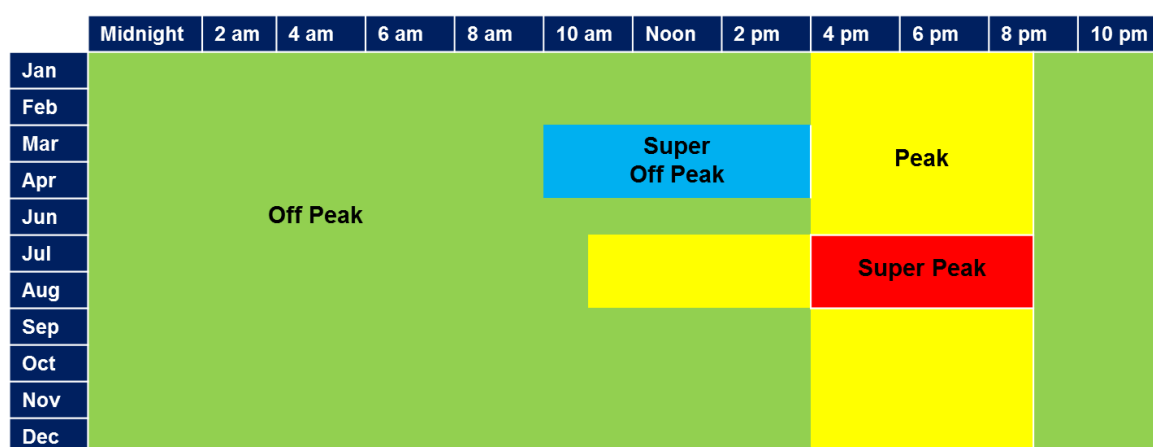 Midnight 2 am 4 am 6 am 8 am 10 am Noon 2 pm 4 pm 6 pm 8 pm 10 pm
Jan
Feb
Mar
Apr
Jun
Jul
Aug
Sep
Oct
Nov
Dec
Off Peak
Super
Off Peak
Peak
Super Peak